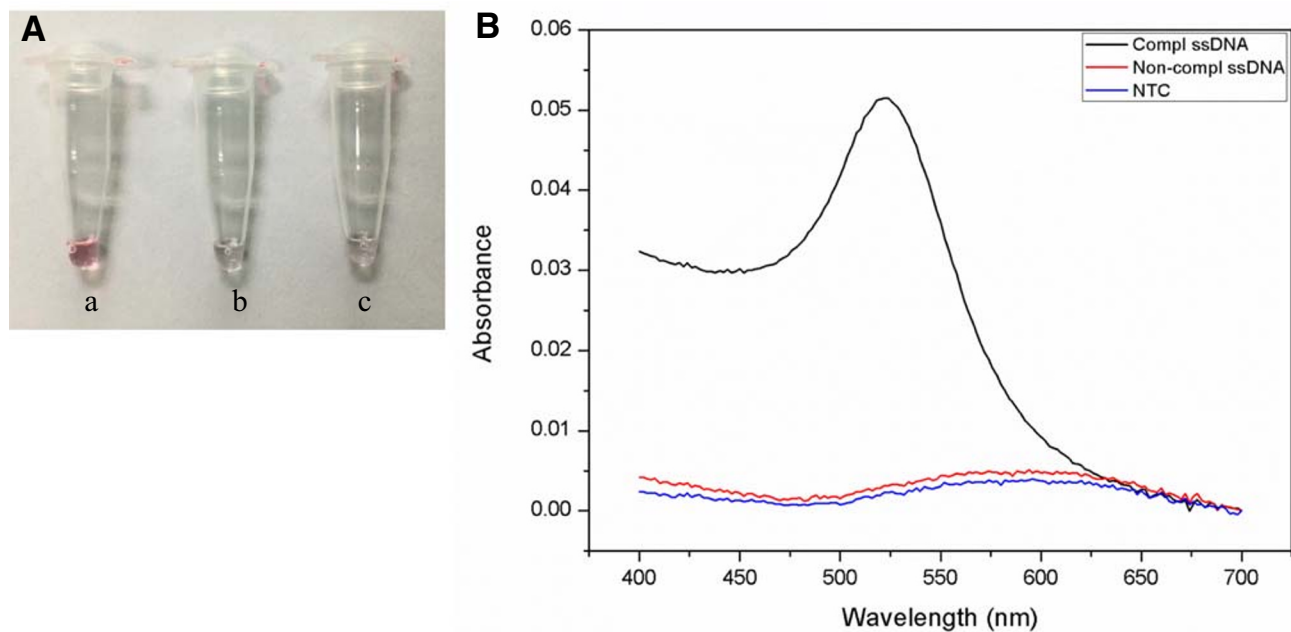 A
a
b
c
B
0.06
0.05
0.04
0.03
0.02
0.01
0.00
Absorbance
Compl ssDNA
Non-compl ssDNA
NTC
400
450
500
550
600
650
700
Wavelength (nm)